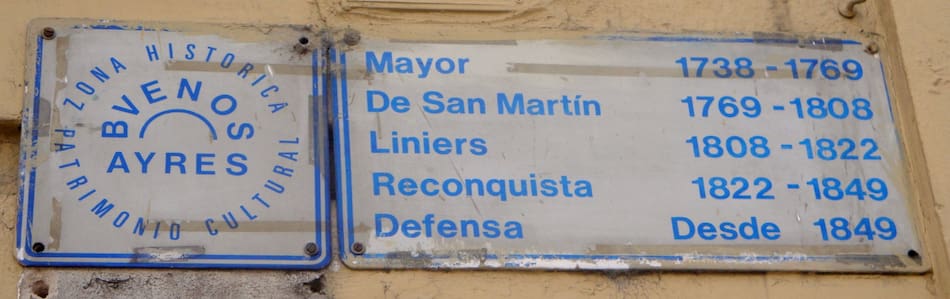 ZONA HISTORICA
BVENOS
AYRES
PATRIMONIO CULTURAL
Mayor 1738 - 1769
De San Martín 1769 - 1808
Liniers 1808 - 1822
Reconquista 1822 - 1849
Defensa Desde 1849